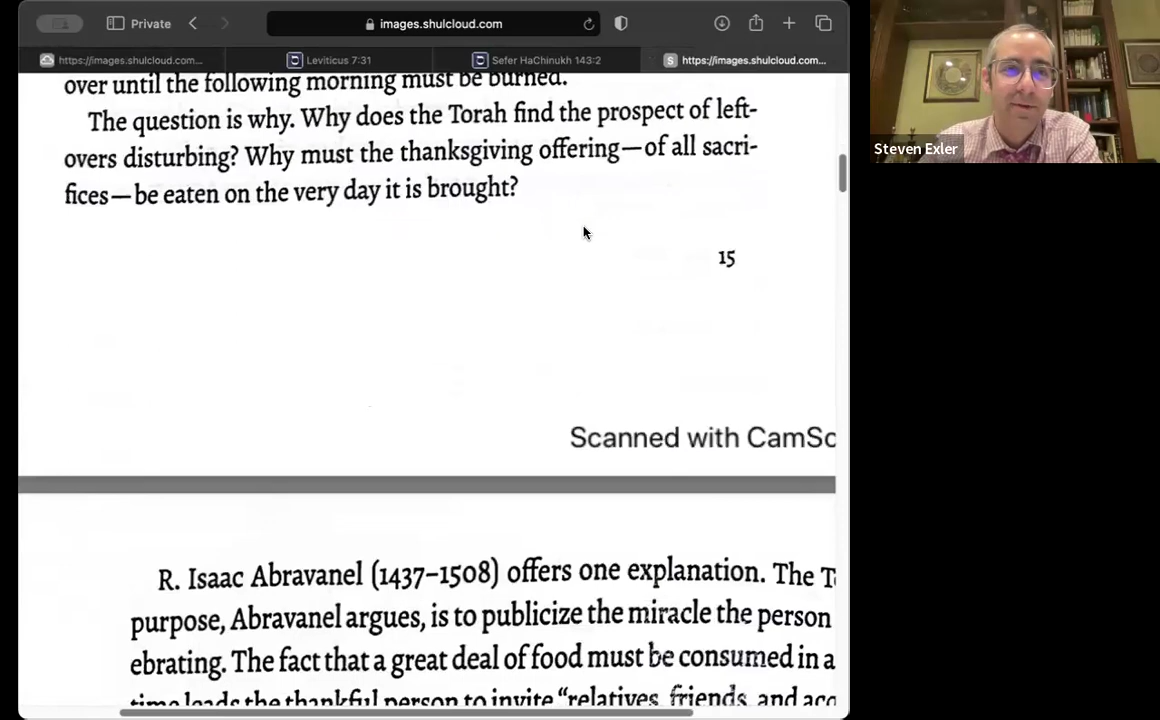 Private
images.shulcloud.com
https://images.shulcloud.com...
Leviticus 7:31
Sefer HaChinukh 143:2
S
https://images.shulcloud.com...
Steven Exler
over until the following morning must be burned.
The question is why. Why does the Torah find the prospect of left-
overs disturbing? Why must the thanksgiving offering—of all sacri-
fices—be eaten on the very day it is brought?
15
Scanned with CamSc
R. Isaac Abravanel (1437–1508) offers one explanation. The T
purpose, Abravanel argues, is to publicize the miracle the person
ebrating. The fact that a great deal of food must be consumed in a
time leads the thankful person to invite “relatives, friends, and acq